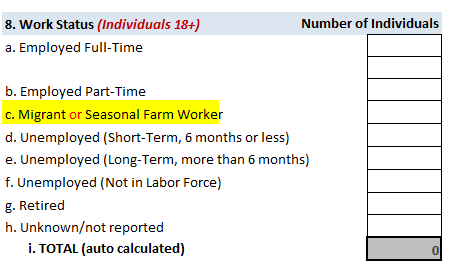 8. Work Status (Individuals 18+) Number of Individuals
a. Employed Full-Time
b. Employed Part-Time
c. Migrant or Seasonal Farm Worker
d. Unemployed (Short-Term, 6 months or less)
e. Unemployed (Long-Term, more than 6 months)
f. Unemployed (Not in Labor Force)
g. Retired
h. Unknown/not reported
i. TOTAL (auto calculated) 0